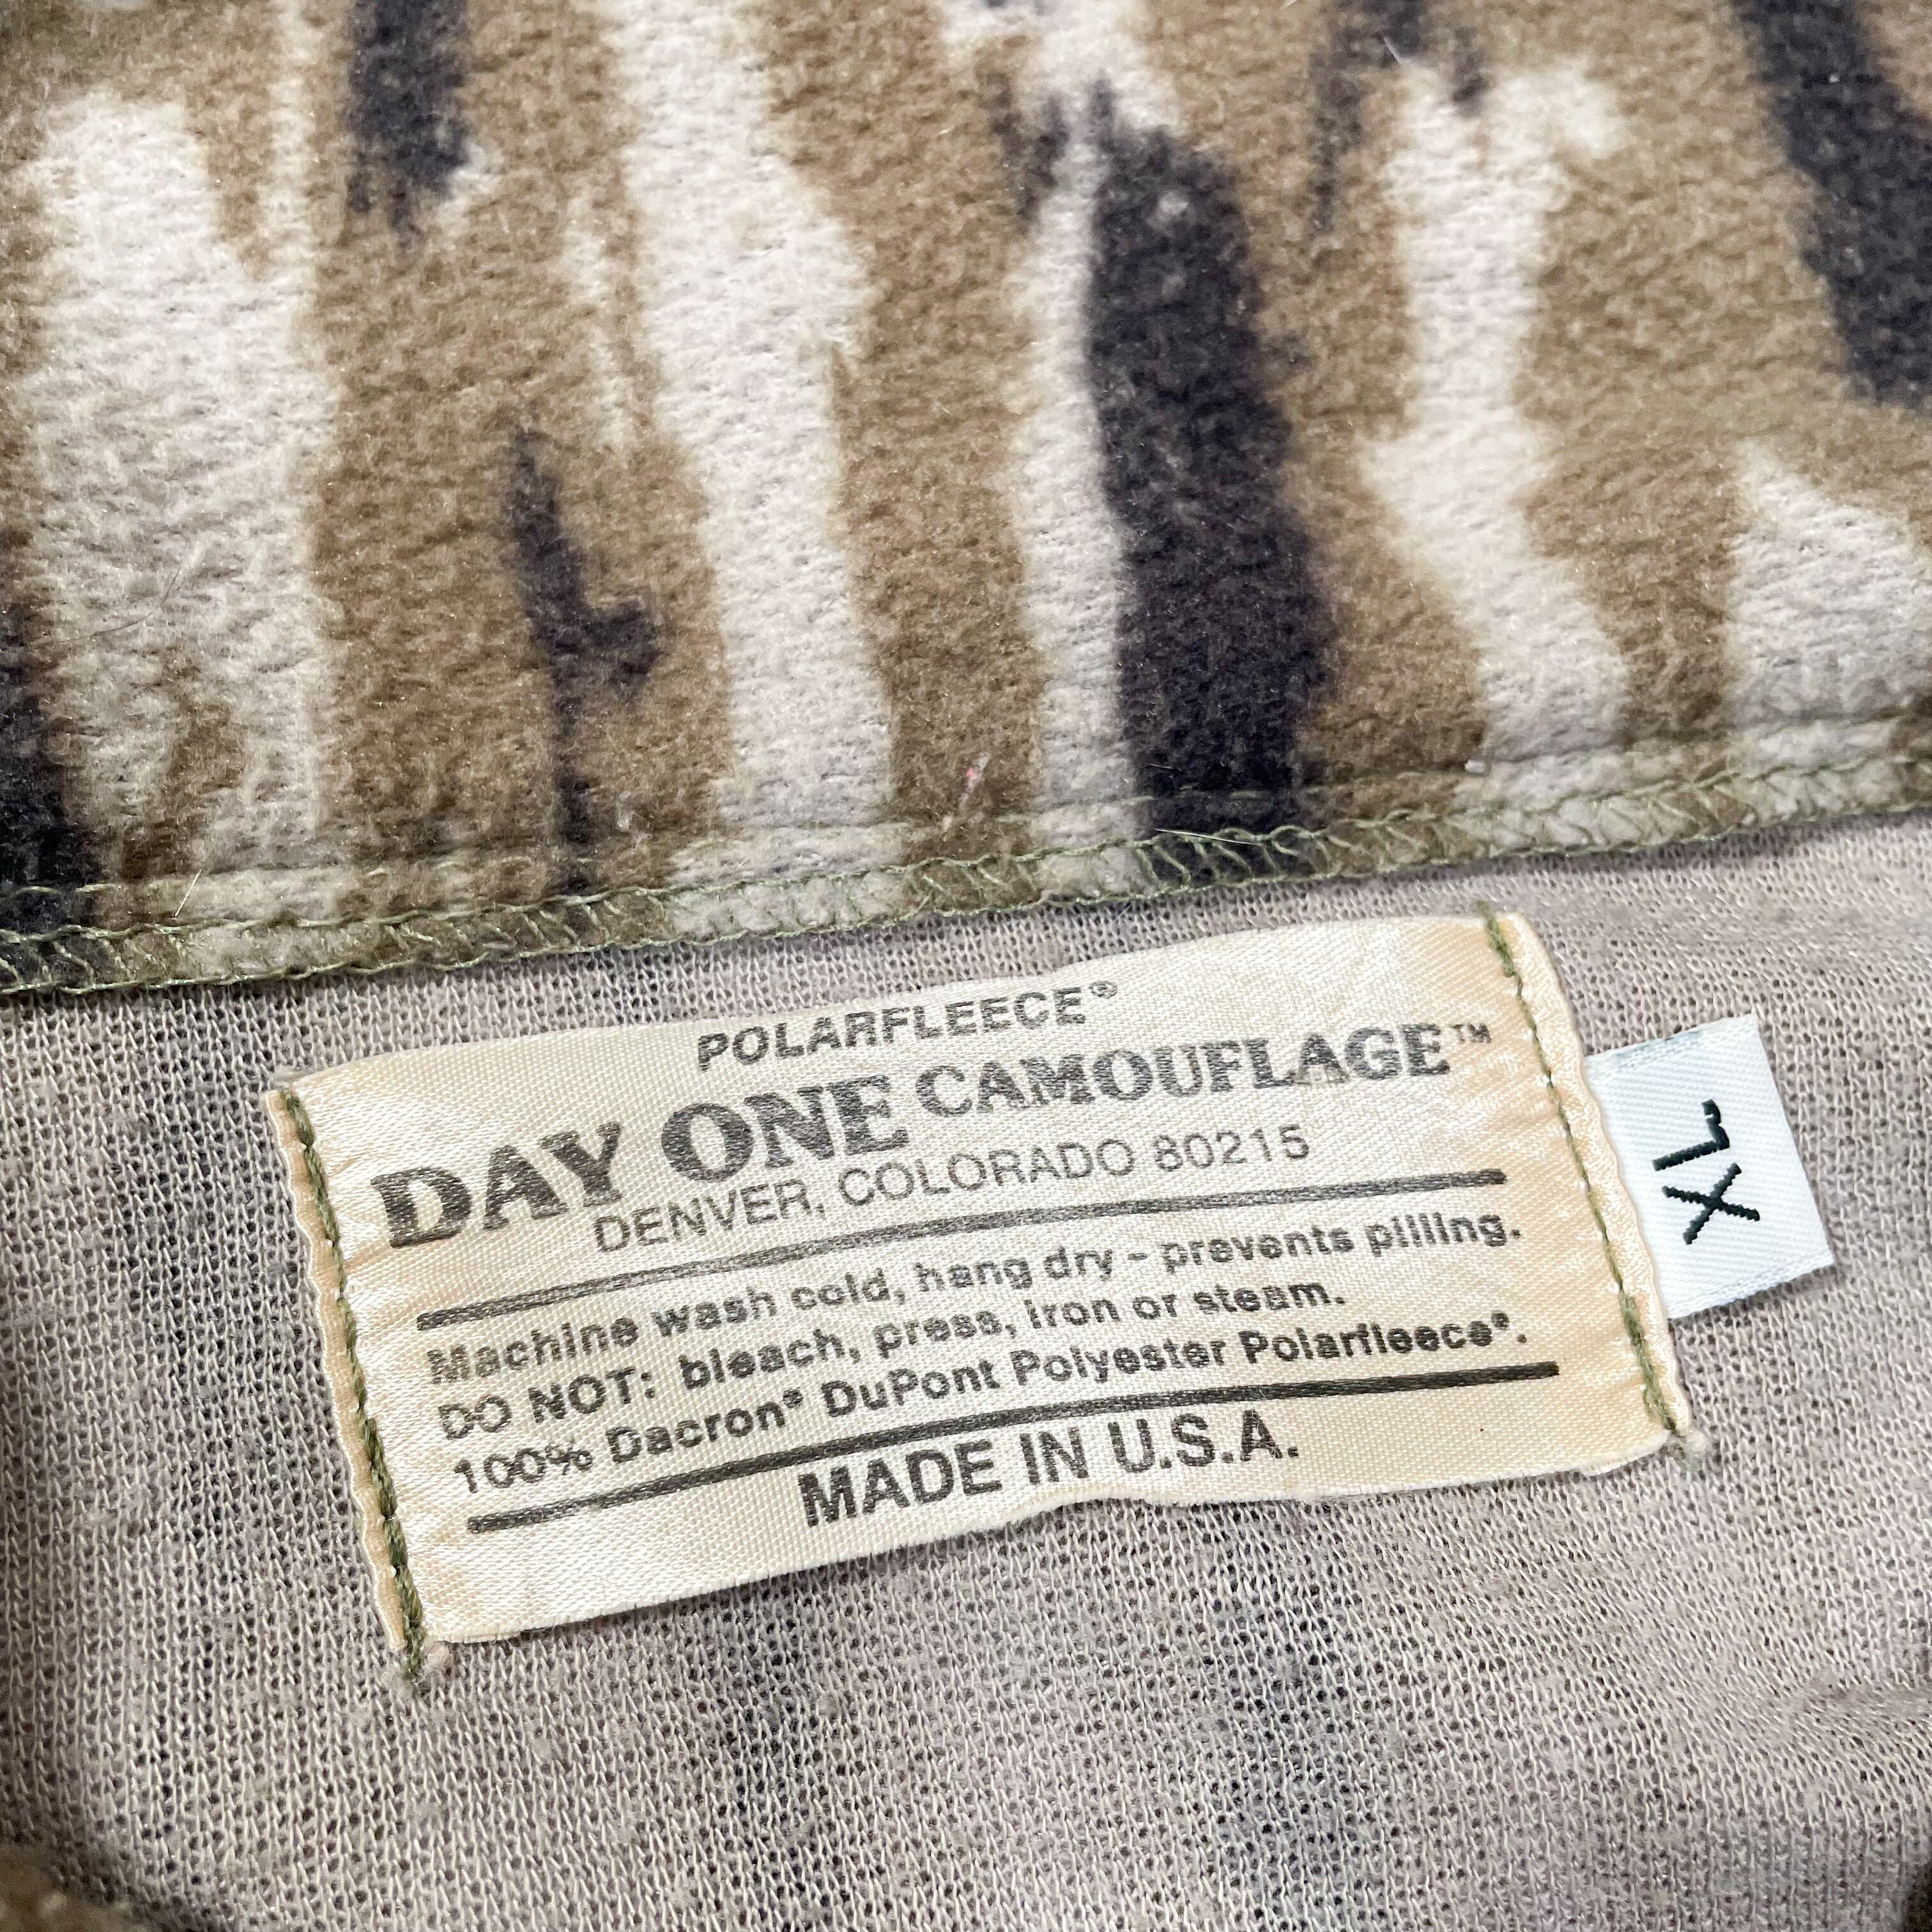 POLARFLEECE®
DAY ONE CAMOUFLAGE™
DENVER, COLORADO 80215
Machine wash cold, hang dry - prevents pilling.
DO NOT: bleach, press, iron or steam.
100% Dacron® DuPont Polyester Polarfleece®.
MADE IN U.S.A.
XL